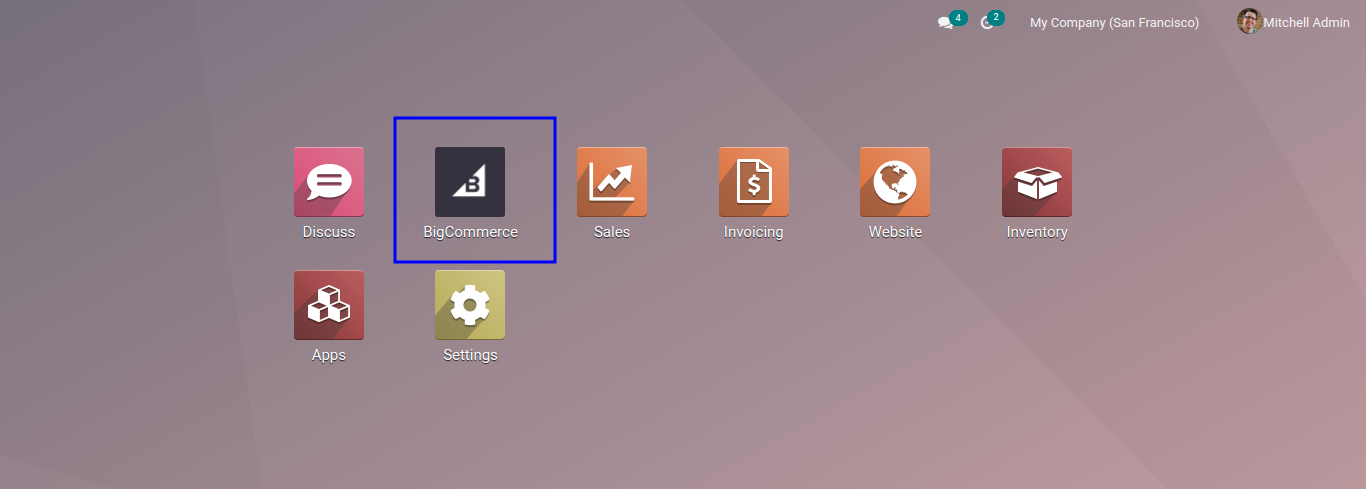 4 2 My Company (San Francisco) Mitchell Admin
B
Discuss BigCommerce Sales Invoicing Website Inventory
Apps Settings